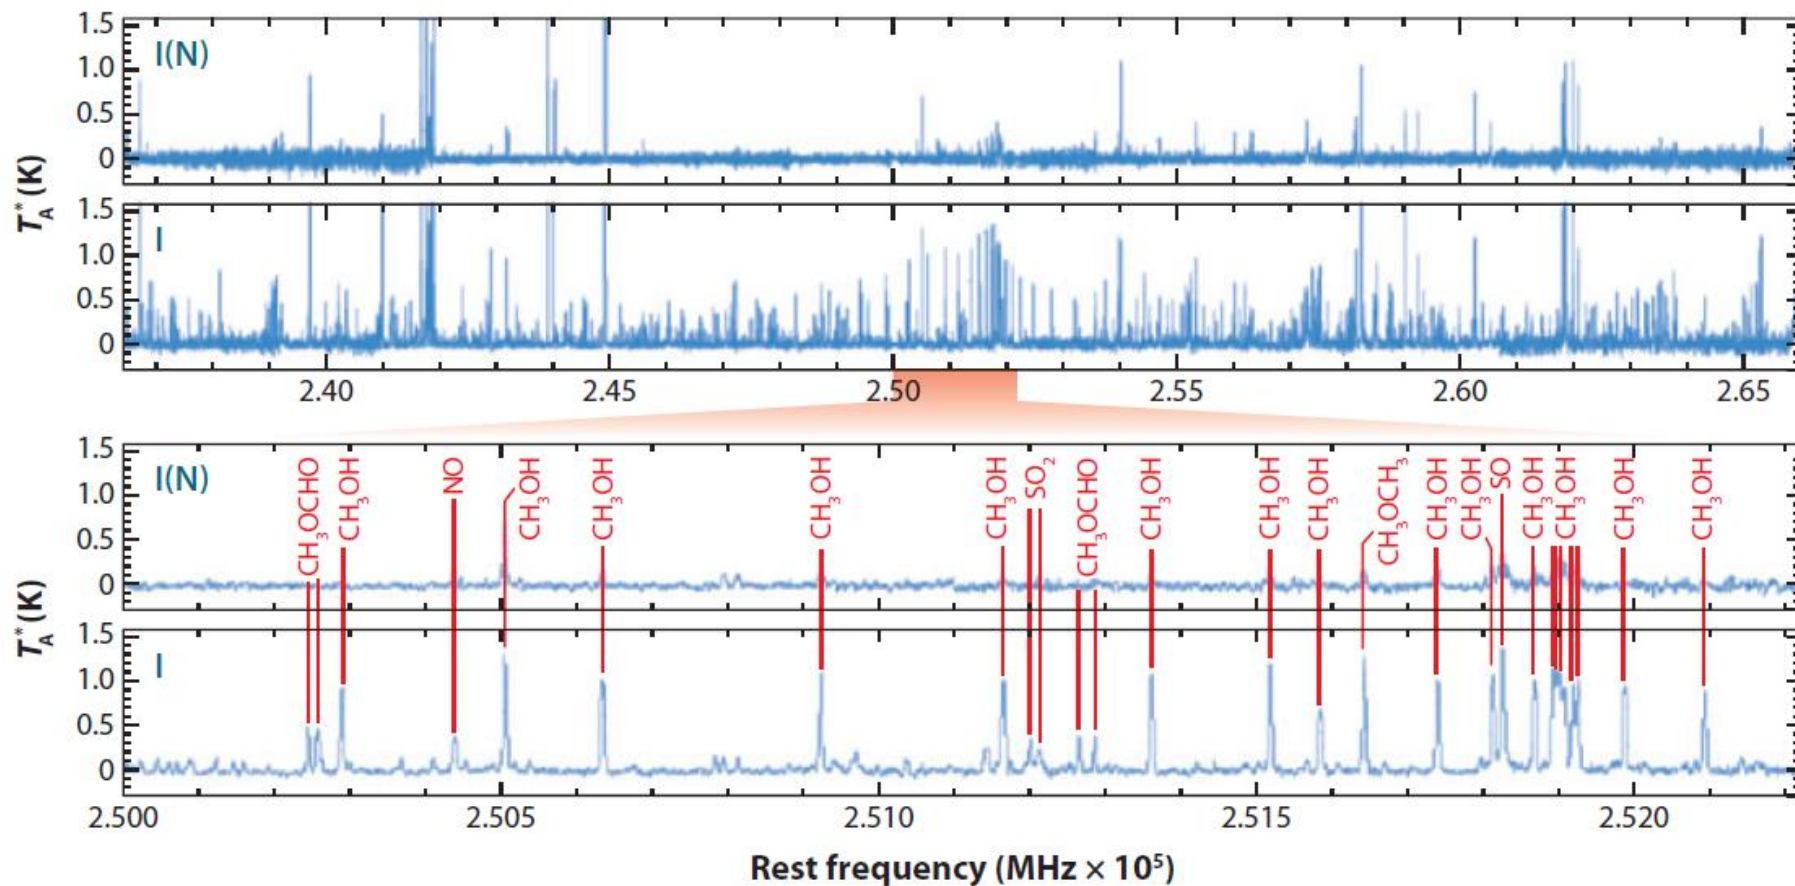 1.5
I(N)
1.0
0.5
0
1.5
I
1.0
0.5
0
T*A (K)
2.40 2.45 2.50 2.55 2.60 2.65
1.5
I(N)
1.0
0.5
0
CH3OCHO
CH3OH
NO
CH3OH
CH3OH
CH3OH
CH3OH
SO2
CH3OCHO
CH3OH
CH3OH
CH3OH
CH3OCH3
CH3OH
CH3OH
SO
CH3OH
CH3OH
CH3OH
CH3OH
1.5
I
1.0
0.5
0
T*A (K)
2.500 2.505 2.510 2.515 2.520
Rest frequency (MHz × 10⁵)